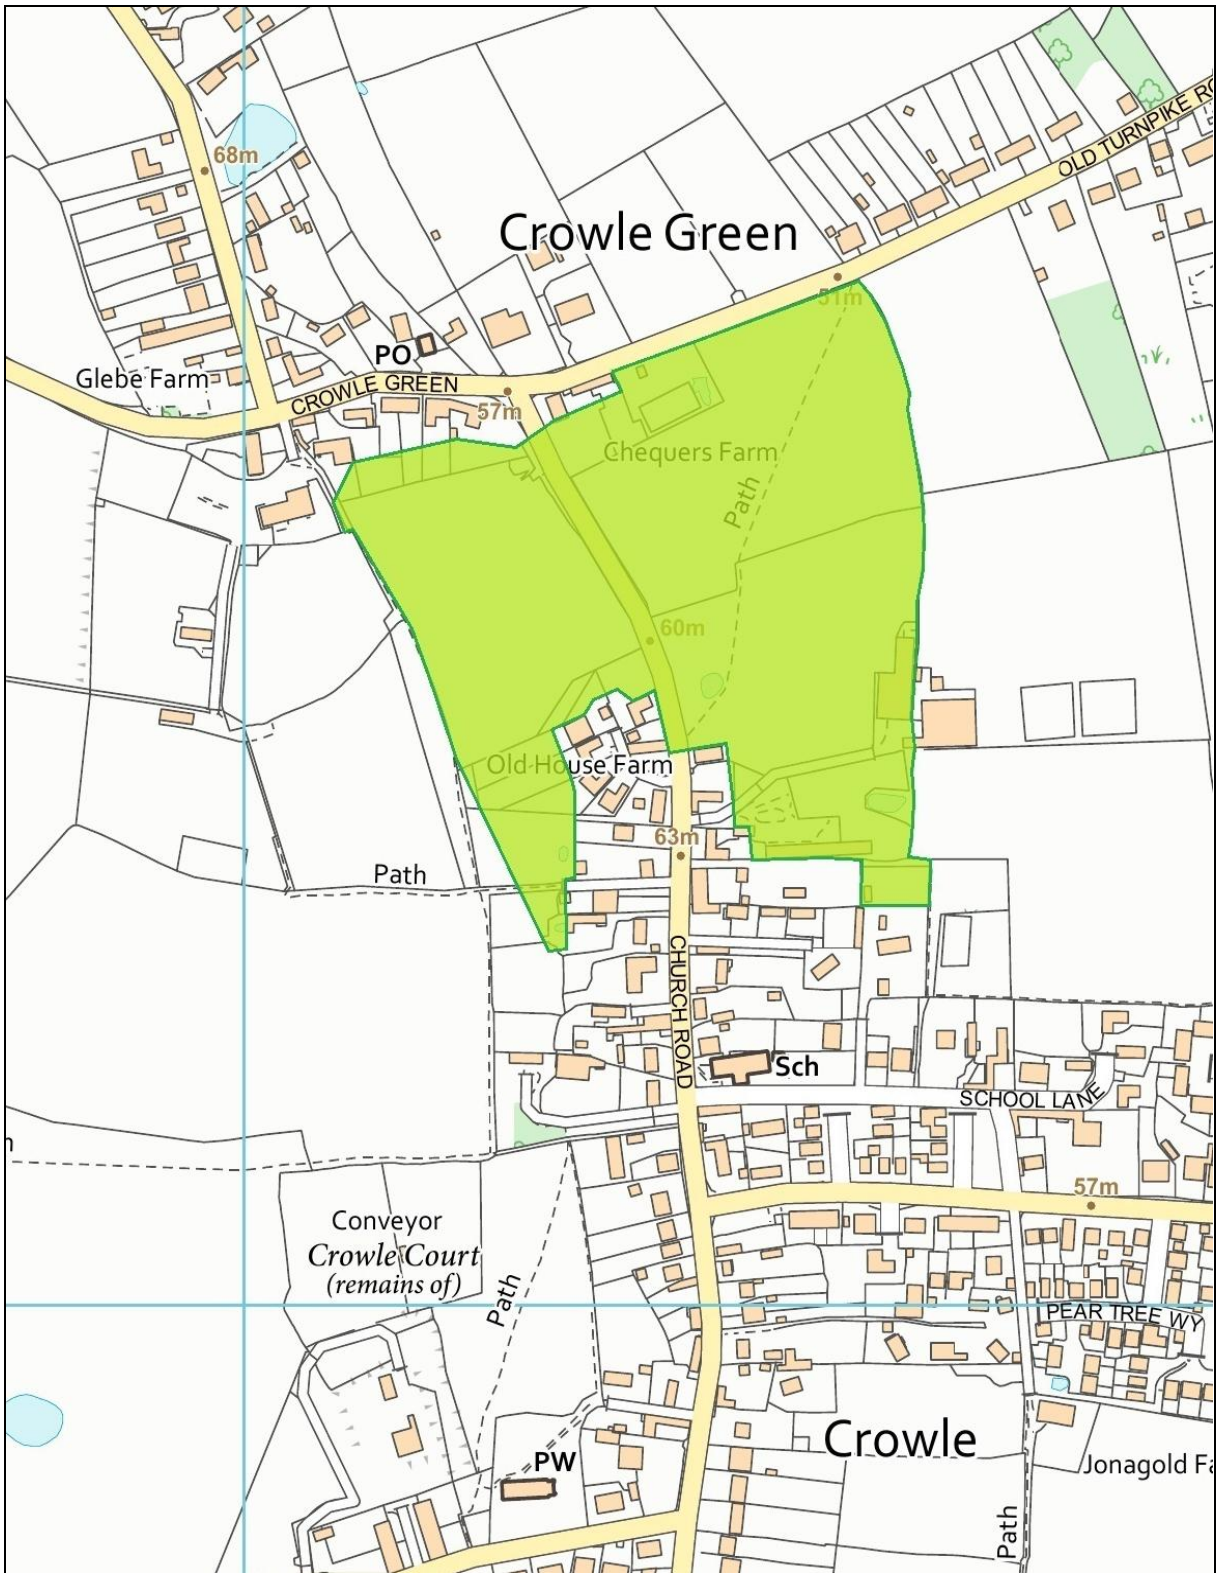 68m
OLD TURNPIKE RO
Crowle Green
51m
PO
Glebe Farm
CROWLE GREEN
57m
Chequers Farm
Path
60m
Old House Farm
63m
Path
CHURCH ROAD
Sch
SCHOOL LANE
n
57m
Conveyor
Crowle Court
(remains of)
Path
PEAR TREE WY
Crowle
PW
Jonagold Fa
Path